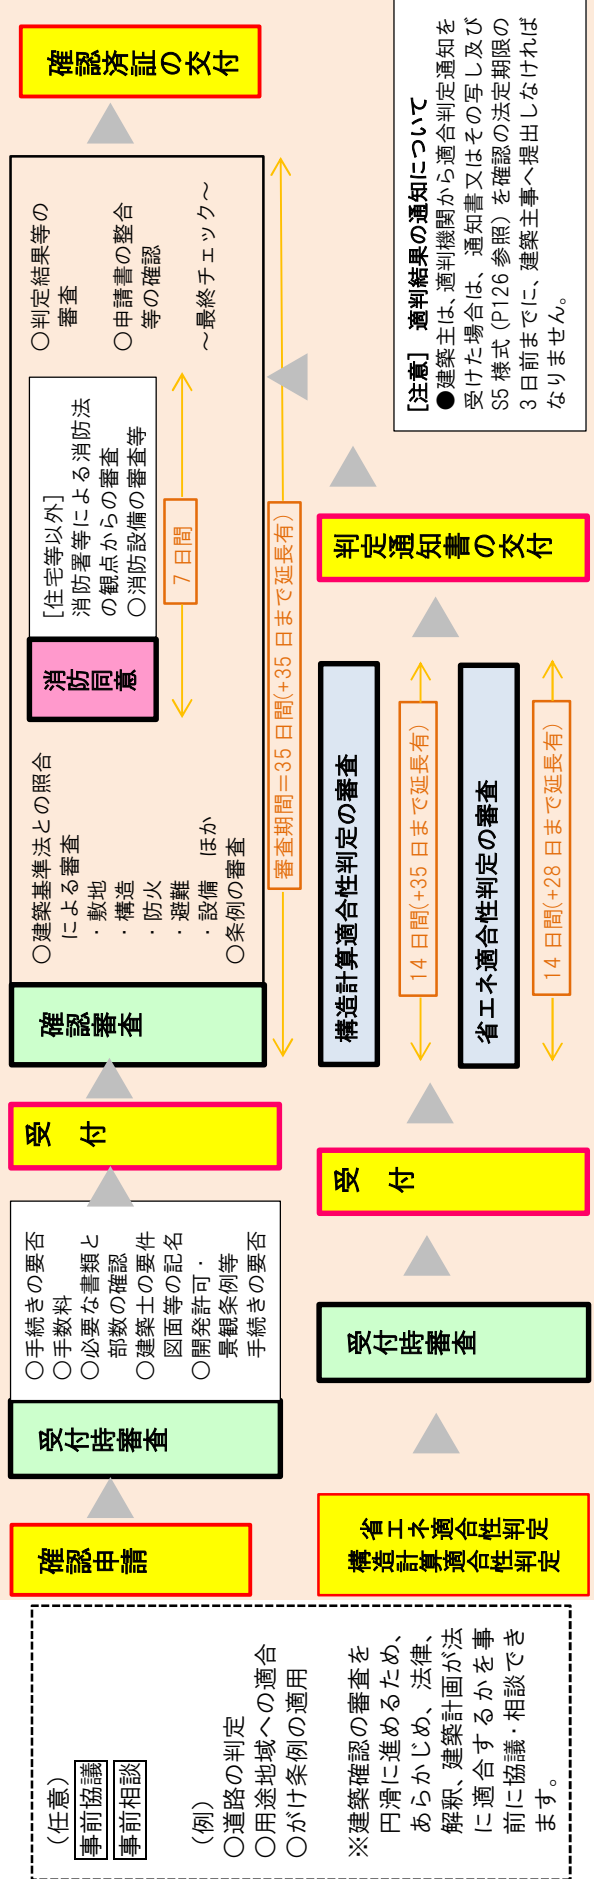 （任意）
事前協議
事前相談
（例）
○道路の判定
○用途地域への適合
○がけ条例の適用
※建築確認の審査を
円滑に進めるため、
あらかじめ、法律、
解釈、建築計画が法
に適合するかを事
前に協議・相談でき
ます。
確認申請
受付時審査
○手続きの要否
○手数料
○必要な書類と
部数の確認
○建築士の要件
図面等の記名
○開発許可・
景観条例等
手続きの要否
受　付
確認審査
○建築基準法との照合
による審査
・敷地
・構造
・防火
・避難
・設備　ほか
○条例の審査
消防同意
[住宅等以外]
消防署等による消防法
の観点からの審査
○消防設備の審査等
7 日間
○判定結果等の
審査
○申請書の整合
等の確認
～最終チェック～
審査期間＝35 日間(+35 日まで延長有)
確認済証の交付
省エネ適合性判定
構造計算適合性判定
受付時審査
受　付
構造計算適合性判定の審査
14 日間(+35 日まで延長有)
省エネ適合性判定の審査
14 日間(+28 日まで延長有)
判定通知書の交付
[注意]　適判結果の通知について
●建築主は、適判機関から適合判定通知を
受けた場合は、通知書又はその写し及び
S5 様式（P126 参照）を確認の法定期限の
3 日前までに、建築主事へ提出しなければ
なりません。